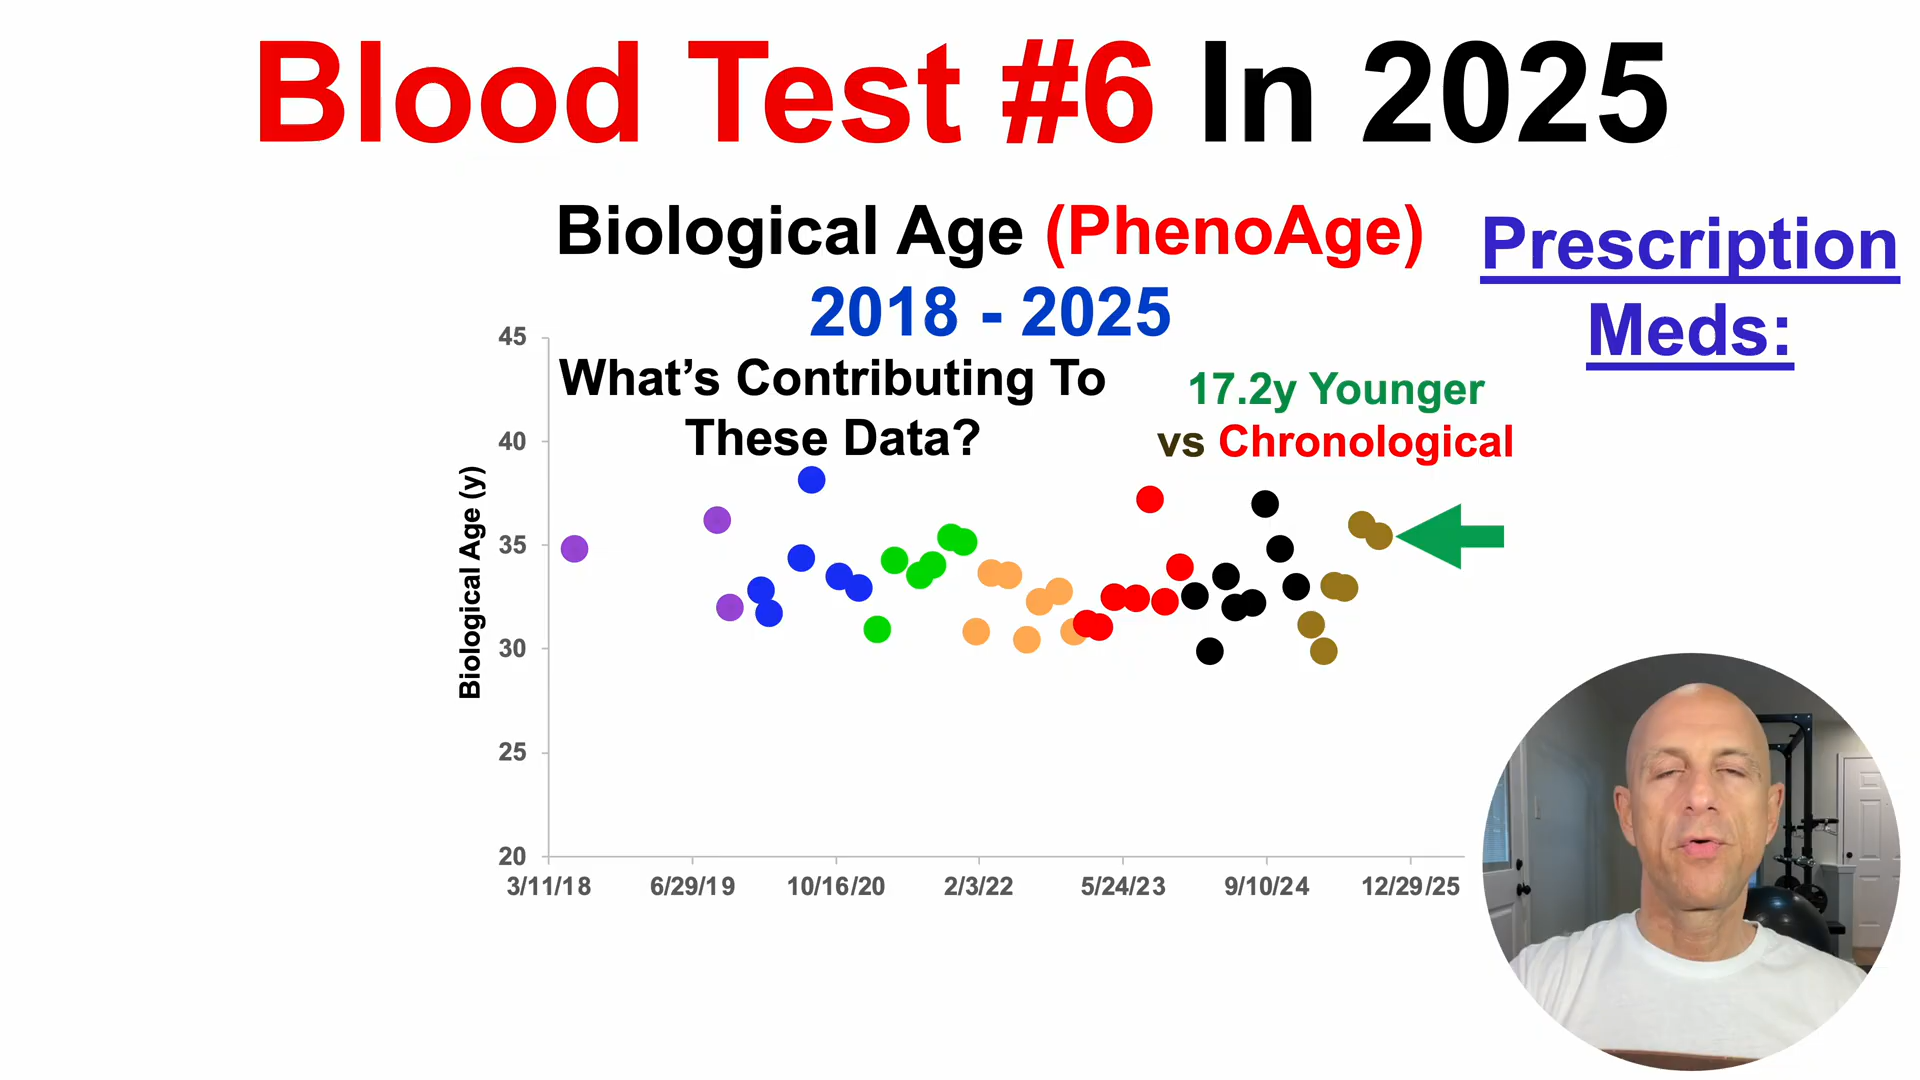 Blood Test #6 In 2025
Biological Age (PhenoAge)
2018 - 2025
Prescription
Meds:
What’s Contributing To
These Data?
17.2y Younger
vs Chronological
Biological Age (y)
45
40
35
30
25
20
3/11/18
6/29/19
10/16/20
2/3/22
5/24/23
9/10/24
12/29/25